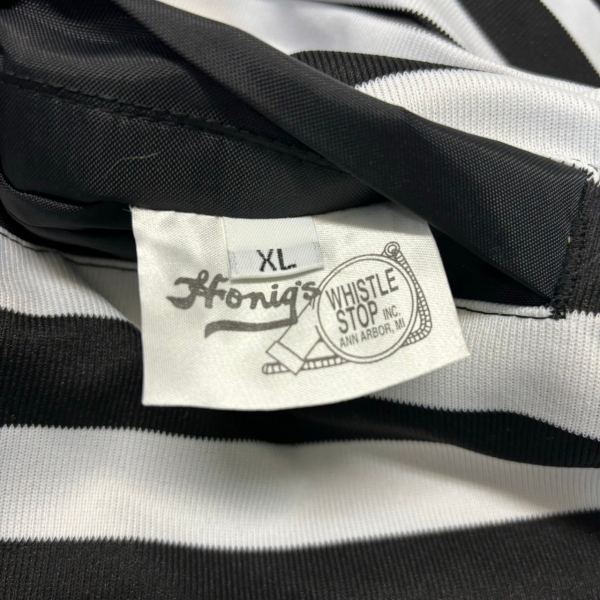 XL
Honig's
WHISTLE
STOP INC.
ANN ARBOR, MI